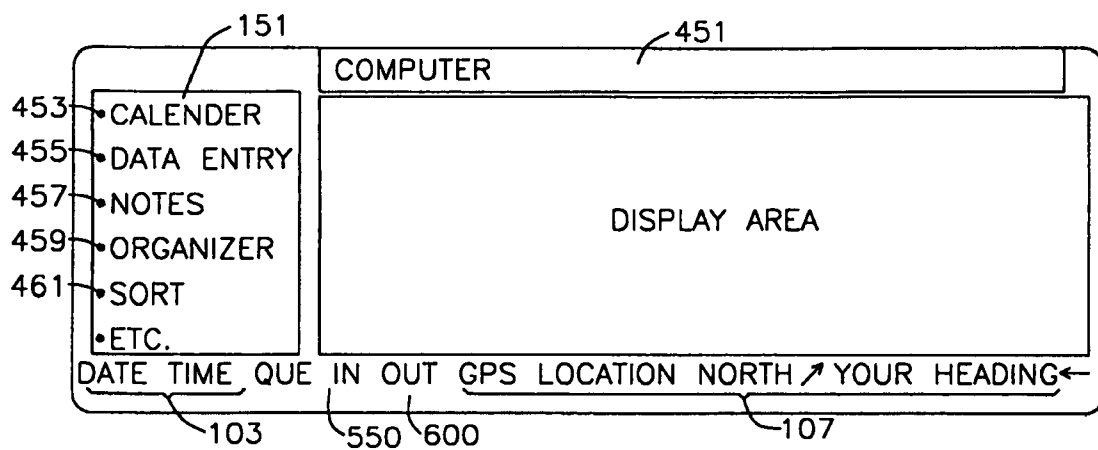 151
451
COMPUTER
453
•CALENDER
455
•DATA ENTRY
457
•NOTES
DISPLAY AREA
459
•ORGANIZER
461
•SORT
•ETC.
DATE TIME QUE IN OUT GPS LOCATION NORTH↗YOUR HEADING←
103
550
600
107